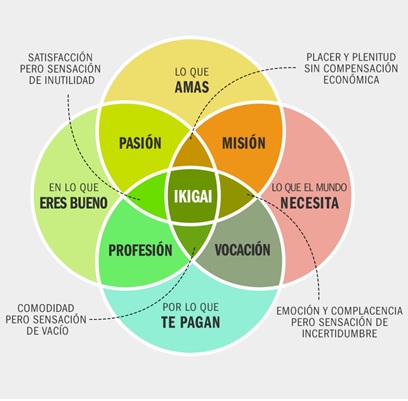 SATISFACCIÓN
PERO SENSACIÓN
DE INUTILIDAD
PLACER Y PLENITUD
SIN COMPENSACIÓN
ECONÓMICA
LO QUE
AMAS
PASIÓN
MISIÓN
EN LO QUE
ERES BUENO
IKIGAI
LO QUE EL MUNDO
NECESITA
PROFESIÓN
VOCACIÓN
POR LO QUE
TE PAGAN
COMODIDAD
PERO SENSACIÓN
DE VACÍO
EMOCIÓN Y COMPLACENCIA
PERO SENSACIÓN DE
INCERTIDUMBRE